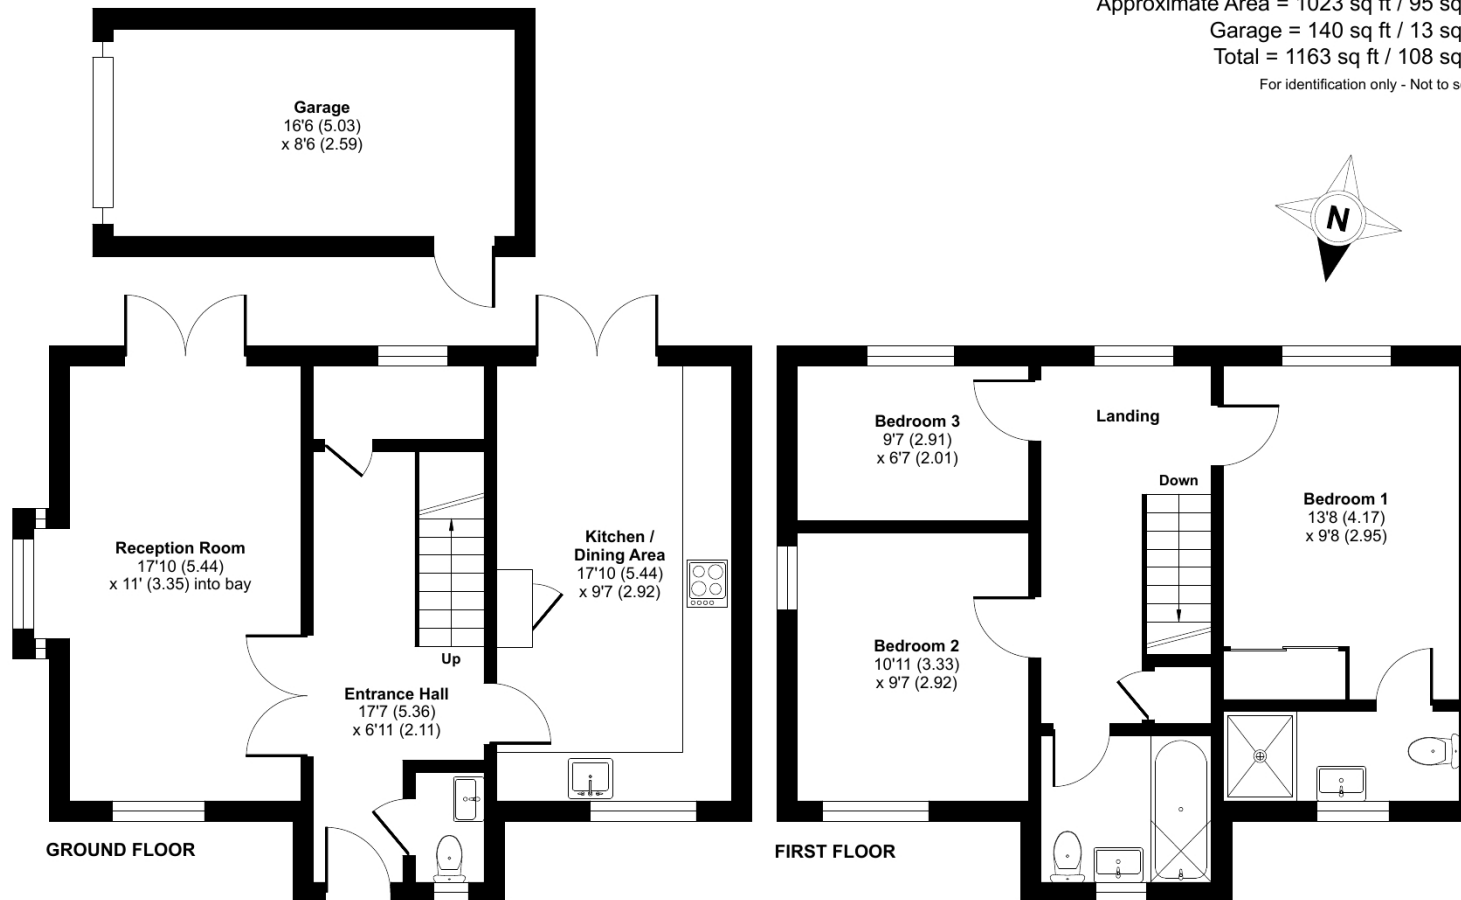 Approximate Area = 1023 sq ft / 95 sq
Garage = 140 sq ft / 13 sq
Total = 1163 sq ft / 108 sq
For identification only - Not to s
Garage
16'6 (5.03)
x 8'6 (2.59)
N
Reception Room
17'10 (5.44)
x 11' (3.35) into bay
Kitchen /
Dining Area
17'10 (5.44)
x 9'7 (2.92)
Up
Entrance Hall
17'7 (5.36)
x 6'11 (2.11)
GROUND FLOOR
Bedroom 3
9'7 (2.91)
x 6'7 (2.01)
Landing
Down
Bedroom 1
13'8 (4.17)
x 9'8 (2.95)
Bedroom 2
10'11 (3.33)
x 9'7 (2.92)
FIRST FLOOR